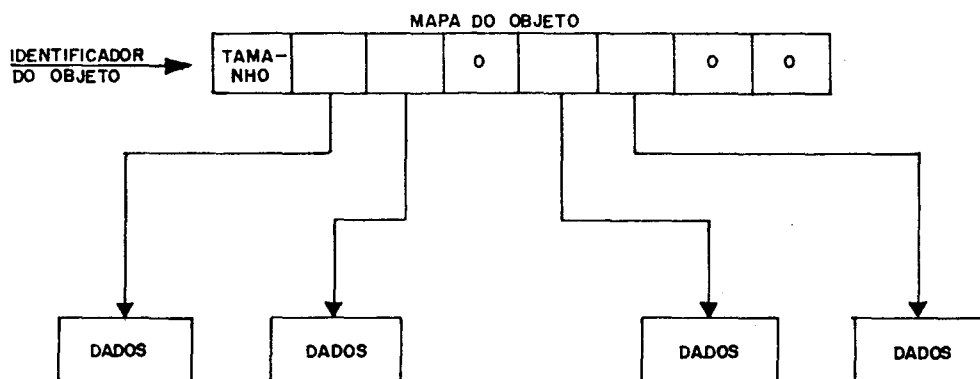 MAPA DO OBJETO
IDENTIFICADOR
DO OBJETO
TAMA-
NHO
0
0
0
DADOS
DADOS
DADOS
DADOS